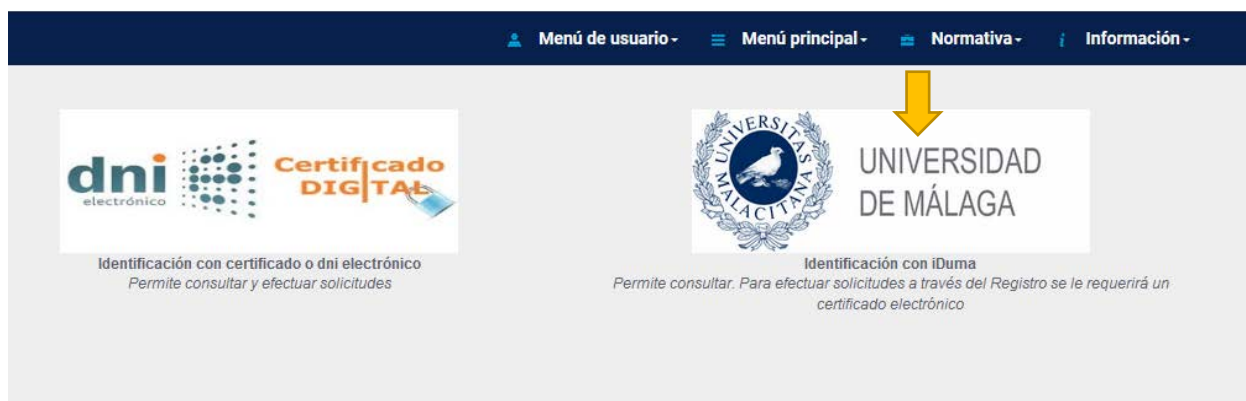 Menú de usuario
Menú principal
Normativa
Información
dni
electrónico
Certificado
DIGITAL
UNIVERSITAS MALACITANA
UNIVERSIDAD
DE MÁLAGA
Identificación con certificado o dni electrónico
Permite consultar y efectuar solicitudes
Identificación con iDuma
Permite consultar. Para efectuar solicitudes a través del Registro se le requerirá un
certificado electrónico